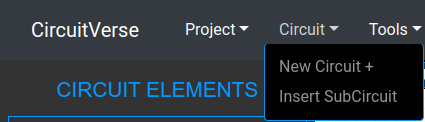 CircuitVerse Project Circuit Tools
New Circuit +
CIRCUIT ELEMENTS
Insert SubCircuit